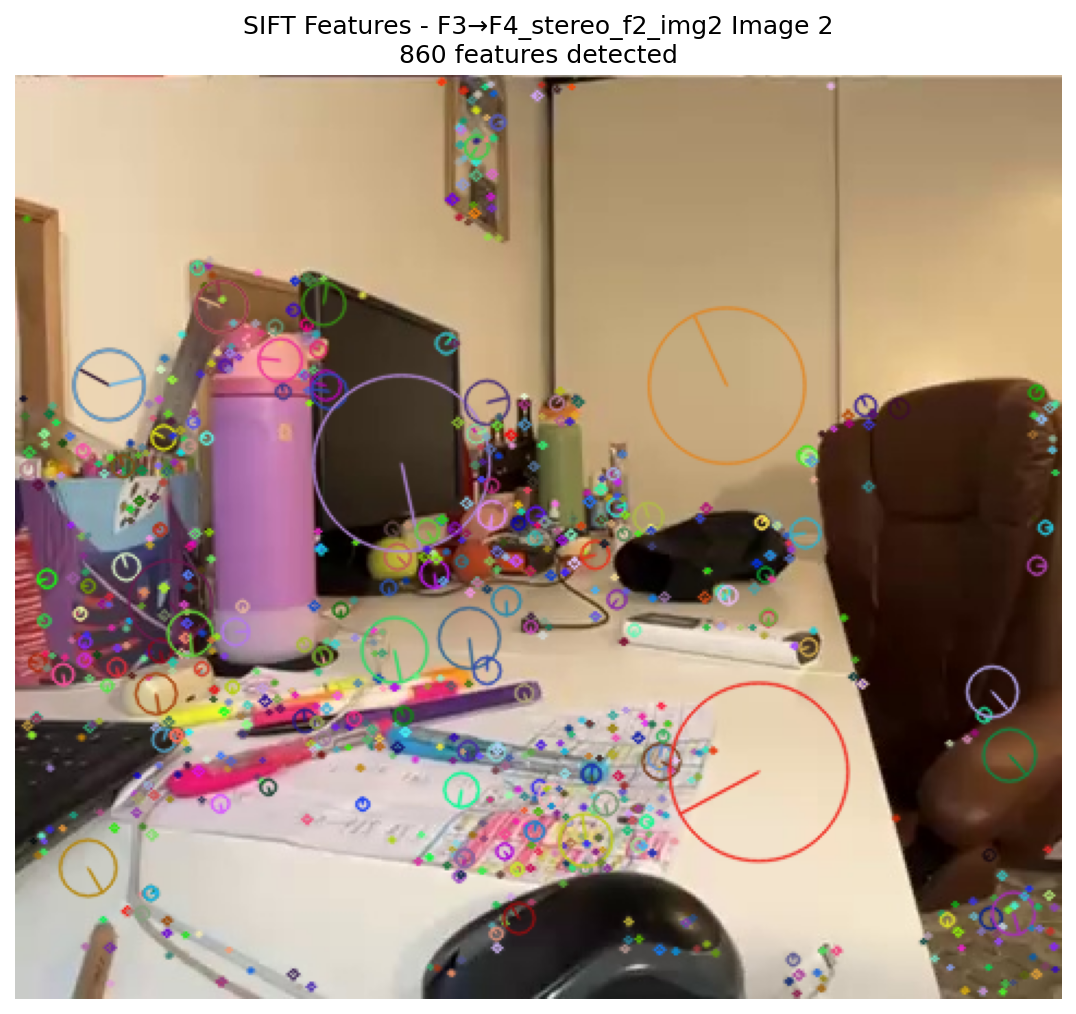 SIFT Features - F3→F4_stereo_f2_img2 Image 2
860 features detected